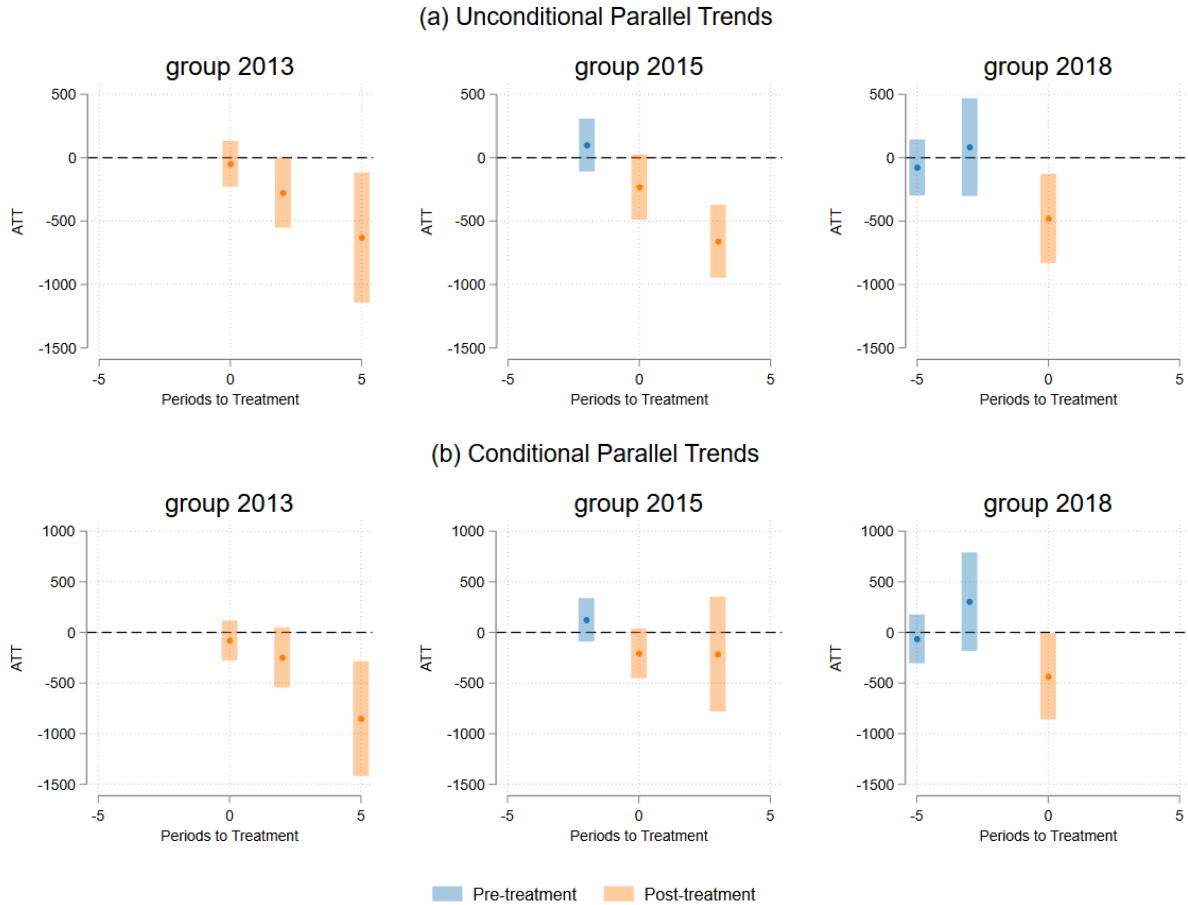 (a) Unconditional Parallel Trends
group 2013
500
0
-500
-1000
-1500
ATT
-5
0
5
Periods to Treatment
group 2015
500
0
-500
-1000
-1500
ATT
-5
0
5
Periods to Treatment
group 2018
500
0
-500
-1000
-1500
ATT
-5
0
5
Periods to Treatment
(b) Conditional Parallel Trends
group 2013
1000
500
0
-500
-1000
-1500
ATT
-5
0
5
Periods to Treatment
group 2015
1000
500
0
-500
-1000
-1500
ATT
-5
0
5
Periods to Treatment
group 2018
1000
500
0
-500
-1000
-1500
ATT
-5
0
5
Periods to Treatment
Pre-treatment
Post-treatment